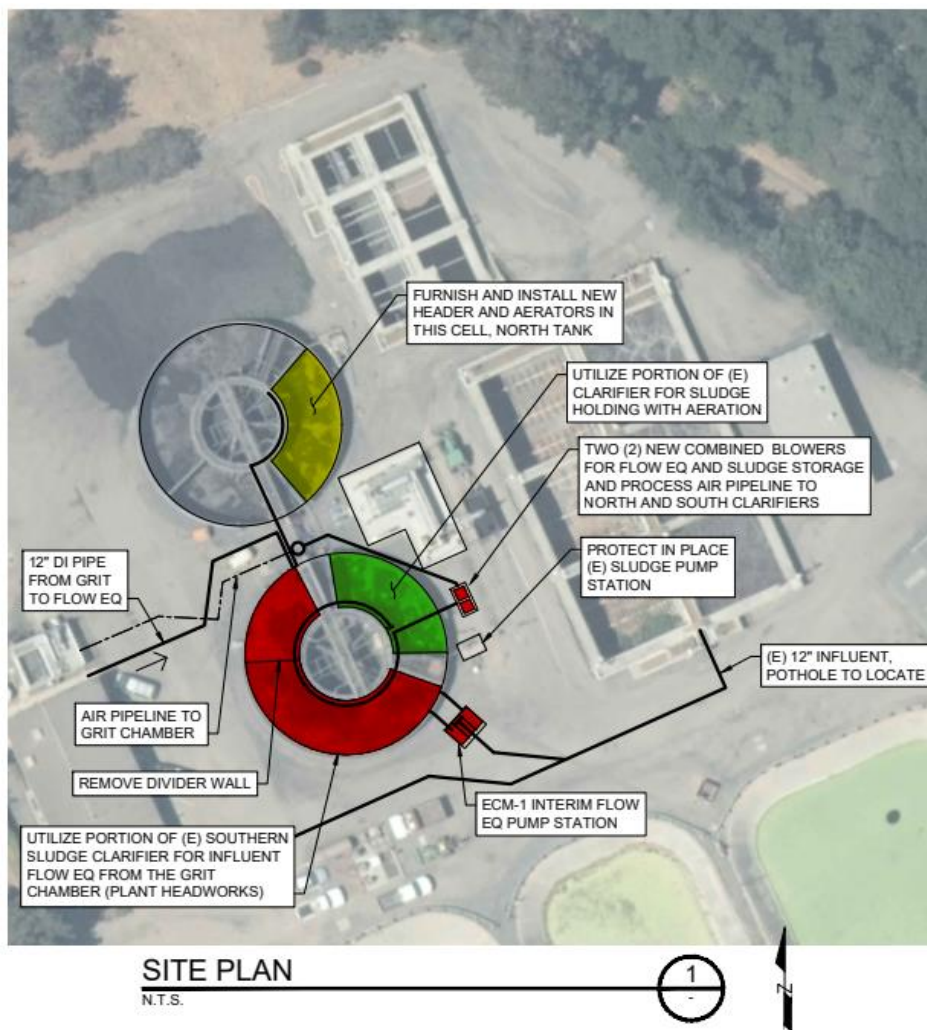 FURNISH AND INSTALL NEW
HEADER AND AERATORS IN
THIS CELL, NORTH TANK
UTILIZE PORTION OF (E)
CLARIFIER FOR SLUDGE
HOLDING WITH AERATION
TWO (2) NEW COMBINED BLOWERS
FOR FLOW EQ AND SLUDGE STORAGE
AND PROCESS AIR PIPELINE TO
NORTH AND SOUTH CLARIFIERS
PROTECT IN PLACE
(E) SLUDGE PUMP
STATION
12" DI PIPE
FROM GRIT
TO FLOW EQ
(E) 12" INFLUENT,
POTHOLE TO LOCATE
AIR PIPELINE TO
GRIT CHAMBER
REMOVE DIVIDER WALL
ECM-1 INTERIM FLOW
EQ PUMP STATION
UTILIZE PORTION OF (E) SOUTHERN
SLUDGE CLARIFIER FOR INFLUENT
FLOW EQ FROM THE GRIT
CHAMBER (PLANT HEADWORKS)
SITE PLAN
N.T.S.
1
-
Z